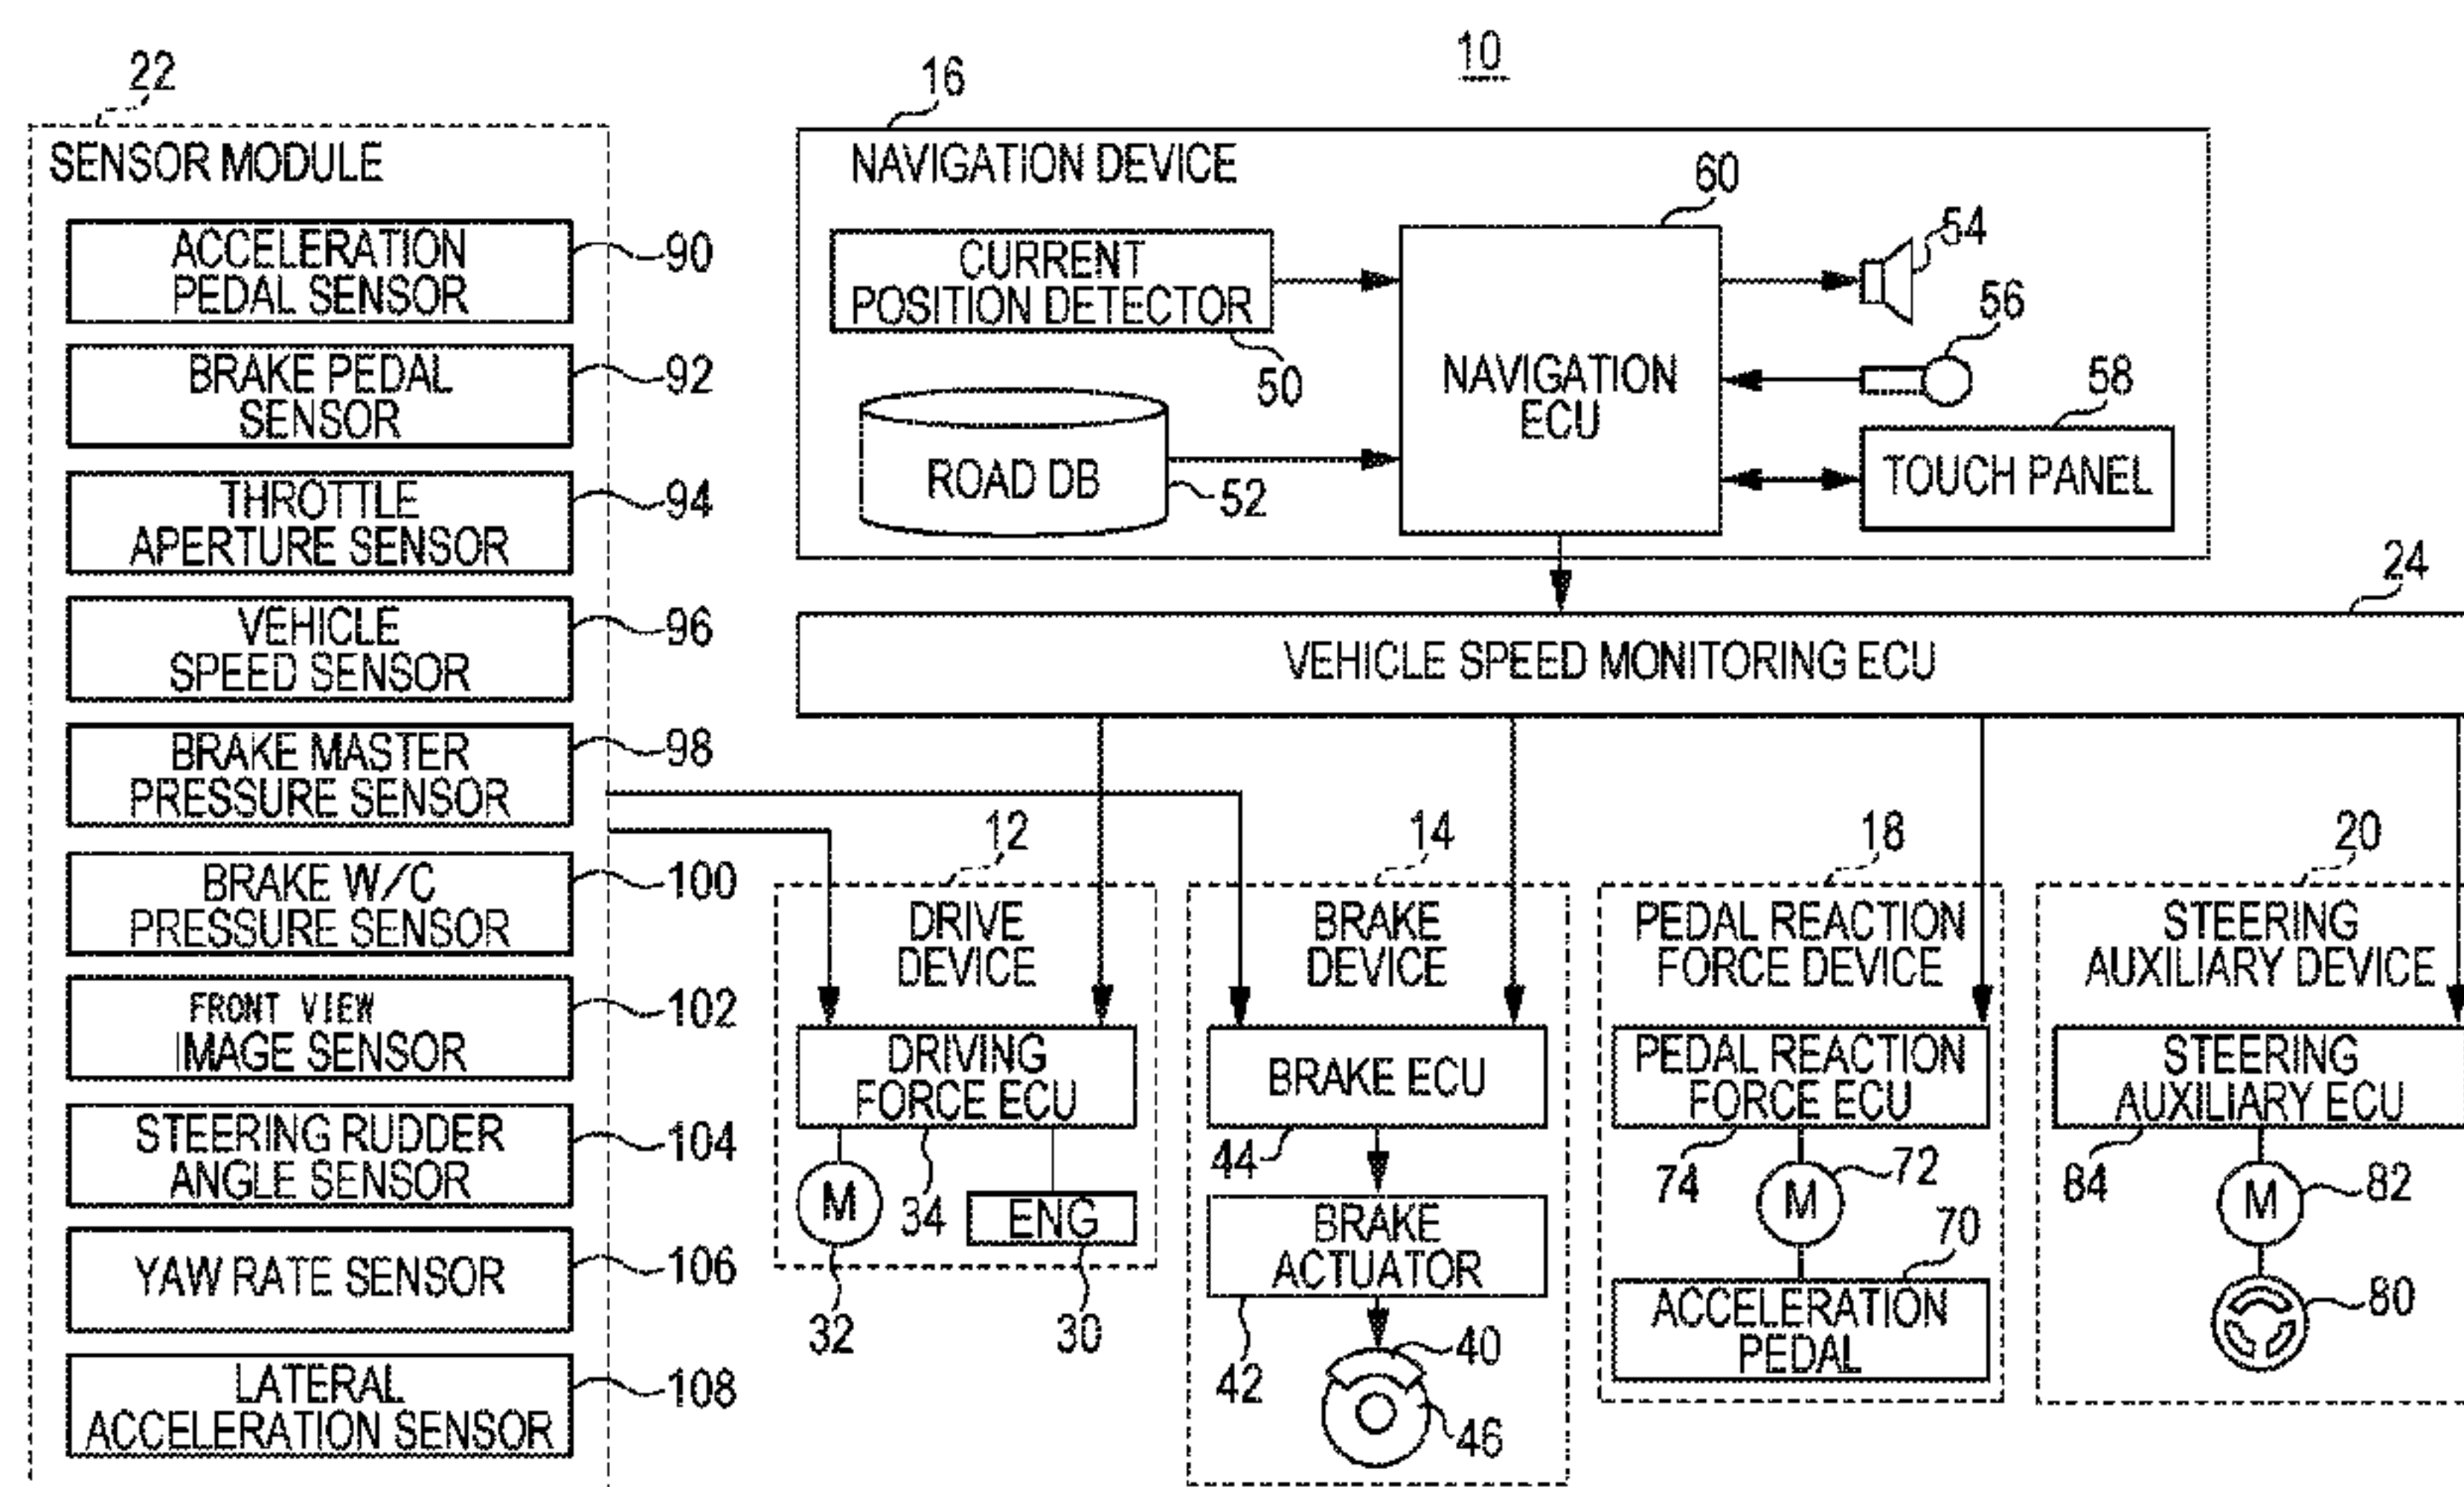 10
22
SENSOR MODULE
ACCELERATION
PEDAL SENSOR
90
BRAKE PEDAL
SENSOR
92
THROTTLE
APERTURE SENSOR
94
VEHICLE
SPEED SENSOR
96
BRAKE MASTER
PRESSURE SENSOR
98
BRAKE W/C
PRESSURE SENSOR
100
FRONT VIEW
IMAGE SENSOR
102
STEERING RUDDER
ANGLE SENSOR
104
YAW RATE SENSOR
106
LATERAL
ACCELERATION SENSOR
108
16
NAVIGATION DEVICE
CURRENT
POSITION DETECTOR
50
ROAD DB
52
60
NAVIGATION
ECU
54
56
58
TOUCH PANEL
24
VEHICLE SPEED MONITORING ECU
12
DRIVE
DEVICE
DRIVING
FORCE ECU
34
M
32
ENG
30
14
BRAKE
DEVICE
BRAKE ECU
44
BRAKE
ACTUATOR
42
40
46
18
PEDAL REACTION
FORCE DEVICE
PEDAL REACTION
FORCE ECU
74
M
72
70
ACCELERATION
PEDAL
20
STEERING
AUXILIARY DEVICE
STEERING
AUXILIARY ECU
84
M
82
80